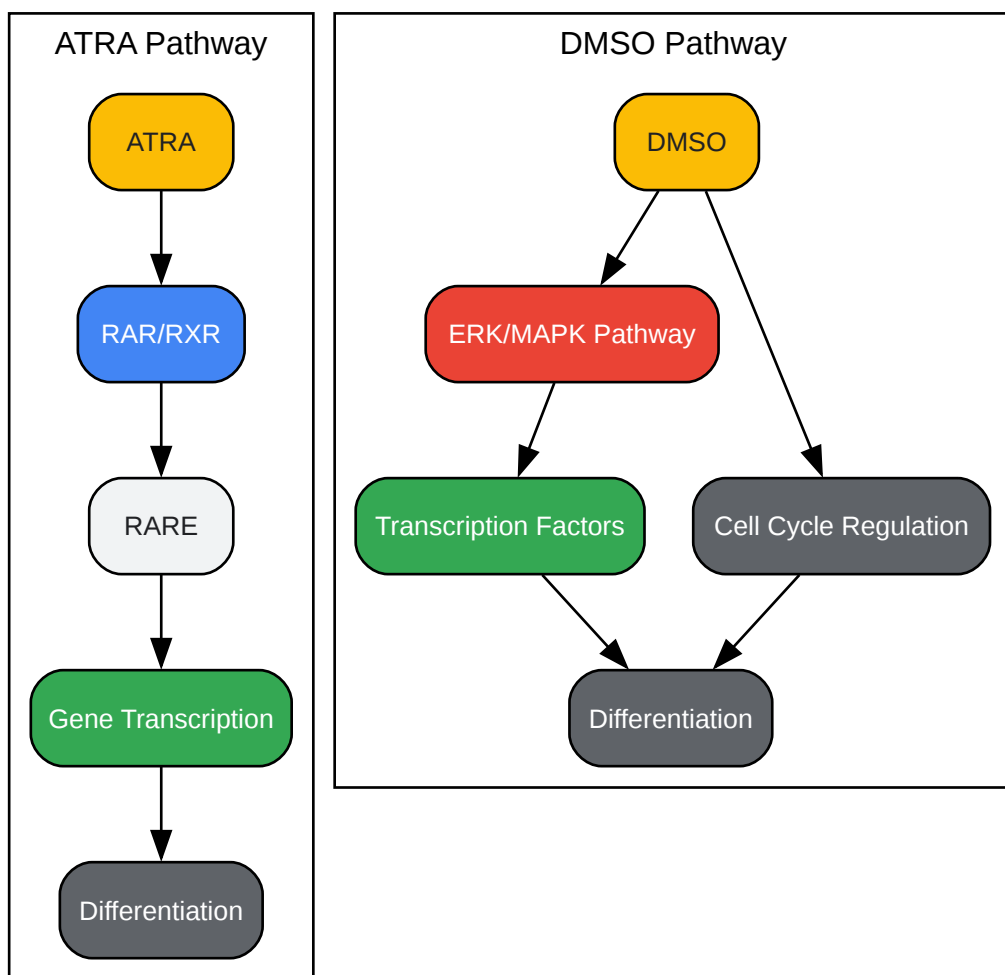 ATRA Pathway
ATRA
RAR/RXR
RARE
Gene Transcription
Differentiation
DMSO Pathway
DMSO
ERK/MAPK Pathway
Transcription Factors
Cell Cycle Regulation
Differentiation